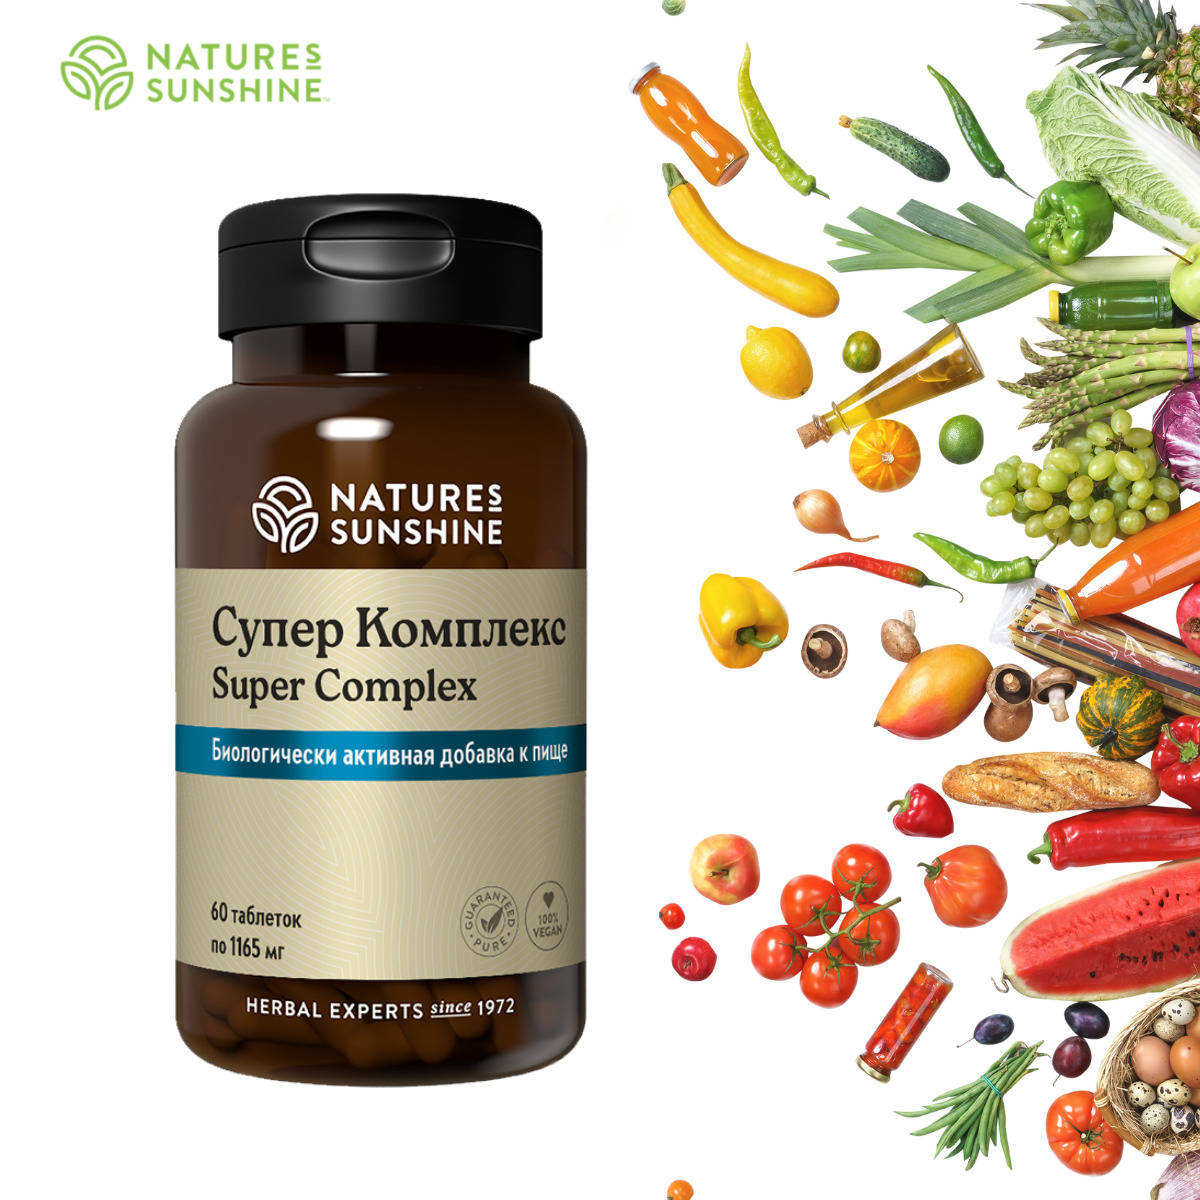 NATURES
SUNSHINE™
NATURES
SUNSHINE
Супер Комплекс
Super Complex
Биологически активная добавка к пище
60 таблеток
по 1165 мг
GUARANTEED
PURE
100%
VEGAN
HERBAL EXPERTS since 1972